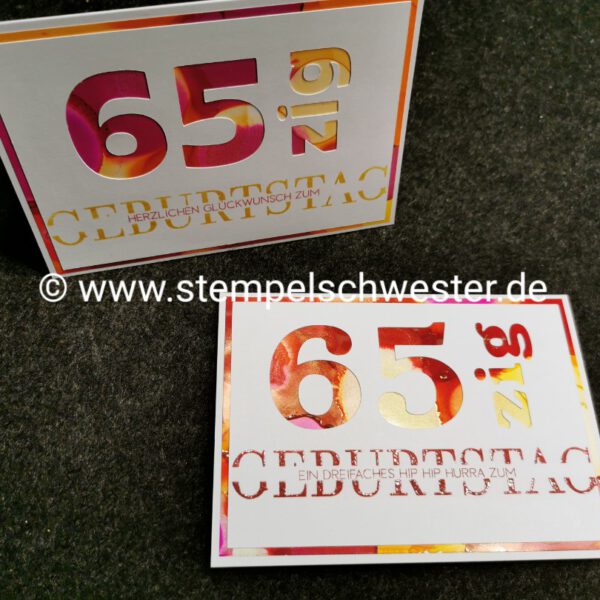 65
zig
GEBURTSTAG
HERZLICHEN GLÜCKWUNSCH ZUM
© www.stempelschwester.de
65
zig
GEBURTSTAG
EIN DREIFACHES HIP HIP HURRA ZUM